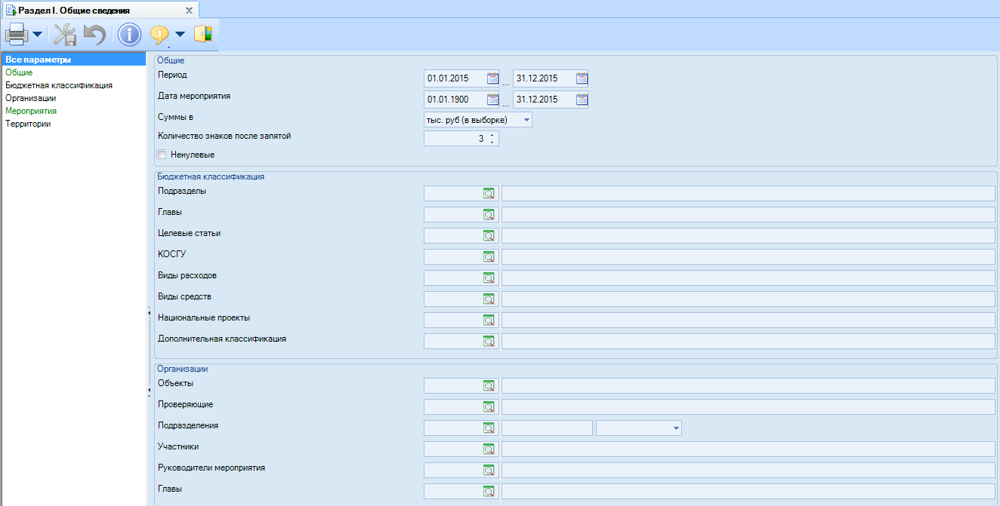 Раздел I. Общие сведения
Все параметры
Общие
Бюджетная классификация
Организации
Мероприятия
Территории
Общие
Период 01.01.2015 ... 31.12.2015
Дата мероприятия 01.01.1900 ... 31.12.2015
Суммы в тыс. руб (в выборке)
Количество знаков после запятой 3
Ненулевые
Бюджетная классификация
Подразделы
Главы
Целевые статьи
КОСГУ
Виды расходов
Виды средств
Национальные проекты
Дополнительная классификация
Организации
Объекты
Проверяющие
Подразделения
Участники
Руководители мероприятия
Главы